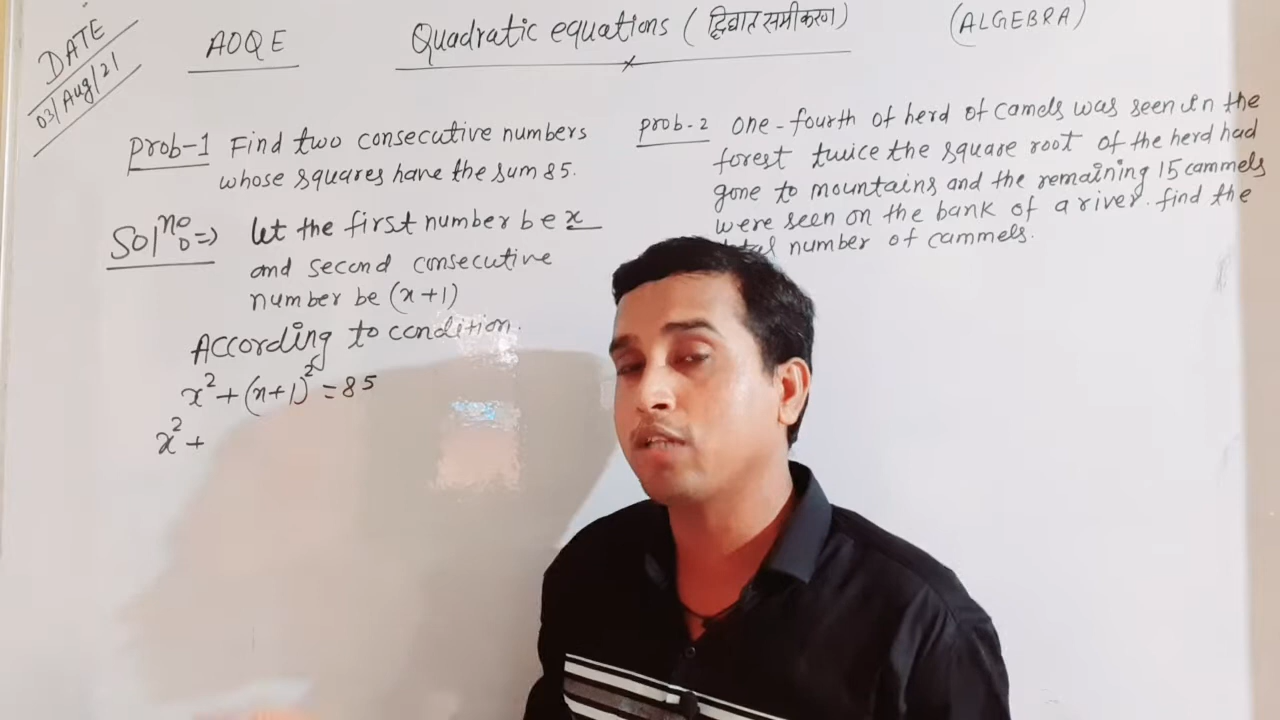 DATE
03/Aug/21
AOQE
Quadratic equations (द्विघात समीकरण)
(ALGEBRA)
Prob-1 Find two consecutive numbers
whose squares have the sum 85.
Solno => let the first number be x
and second consecutive
number be (x+1)
According to condition.
x²+(x+1)²=85
x²+
prob-2 One-fourth of herd of camels was seen in the
forest twice the square root of the herd had
gone to mountains and the remaining 15 cammels
were seen on the bank of a river. find the
number of cammels.